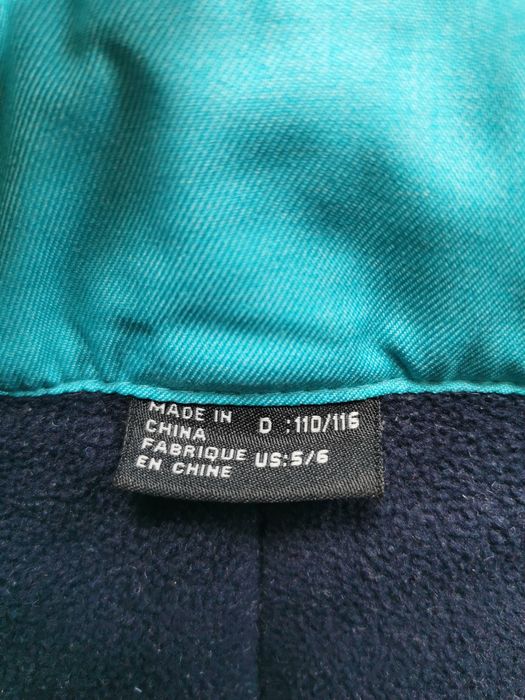 MADE IN D :110/116
CHINA
FABRIQUE US:5/6
EN CHINE